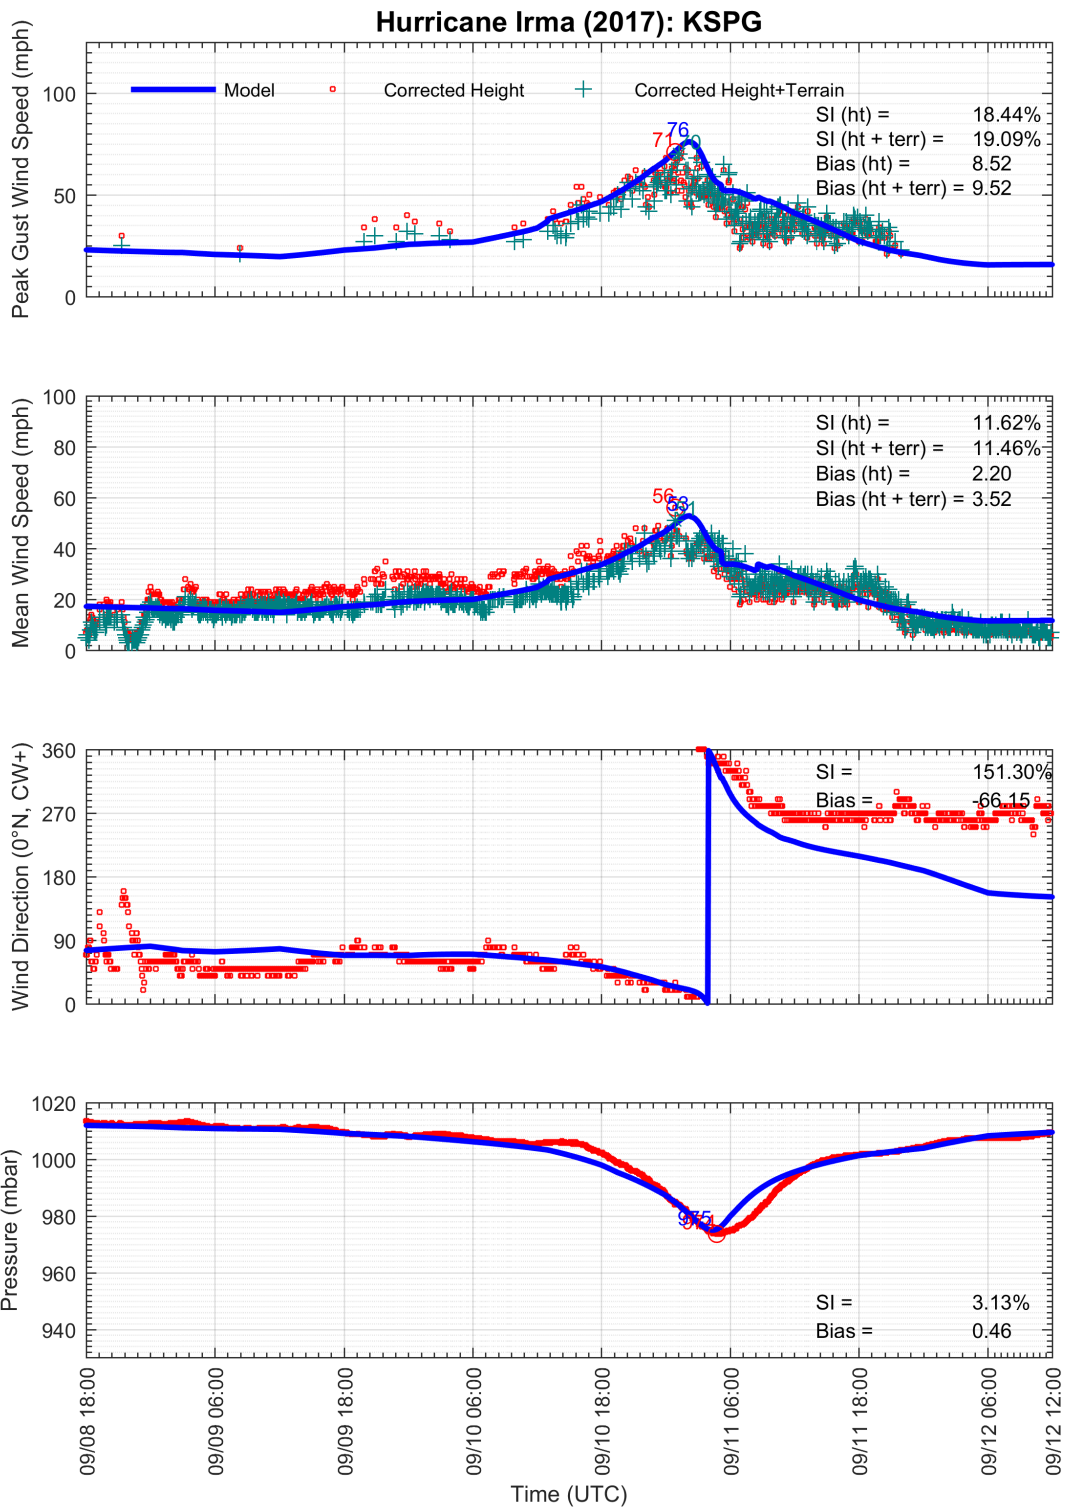 Hurricane Irma (2017): KSPG
Peak Gust Wind Speed (mph)
100
50
0
Model
Corrected Height
Corrected Height+Terrain
71
76
SI (ht) = 18.44%
SI (ht + terr) = 19.09%
Bias (ht) = 8.52
Bias (ht + terr) = 9.52
Mean Wind Speed (mph)
100
80
60
40
20
0
56
53
SI (ht) = 11.62%
SI (ht + terr) = 11.46%
Bias (ht) = 2.20
Bias (ht + terr) = 3.52
Wind Direction (0°N, CW+)
360
270
180
90
0
SI = 151.30%
Bias = -66.15
Pressure (mbar)
1020
1000
980
960
940
975
SI = 3.13%
Bias = 0.46
09/08 18:00
09/09 06:00
09/09 18:00
09/10 06:00
09/10 18:00
09/11 06:00
09/11 18:00
09/12 06:00
09/12 12:00
Time (UTC)